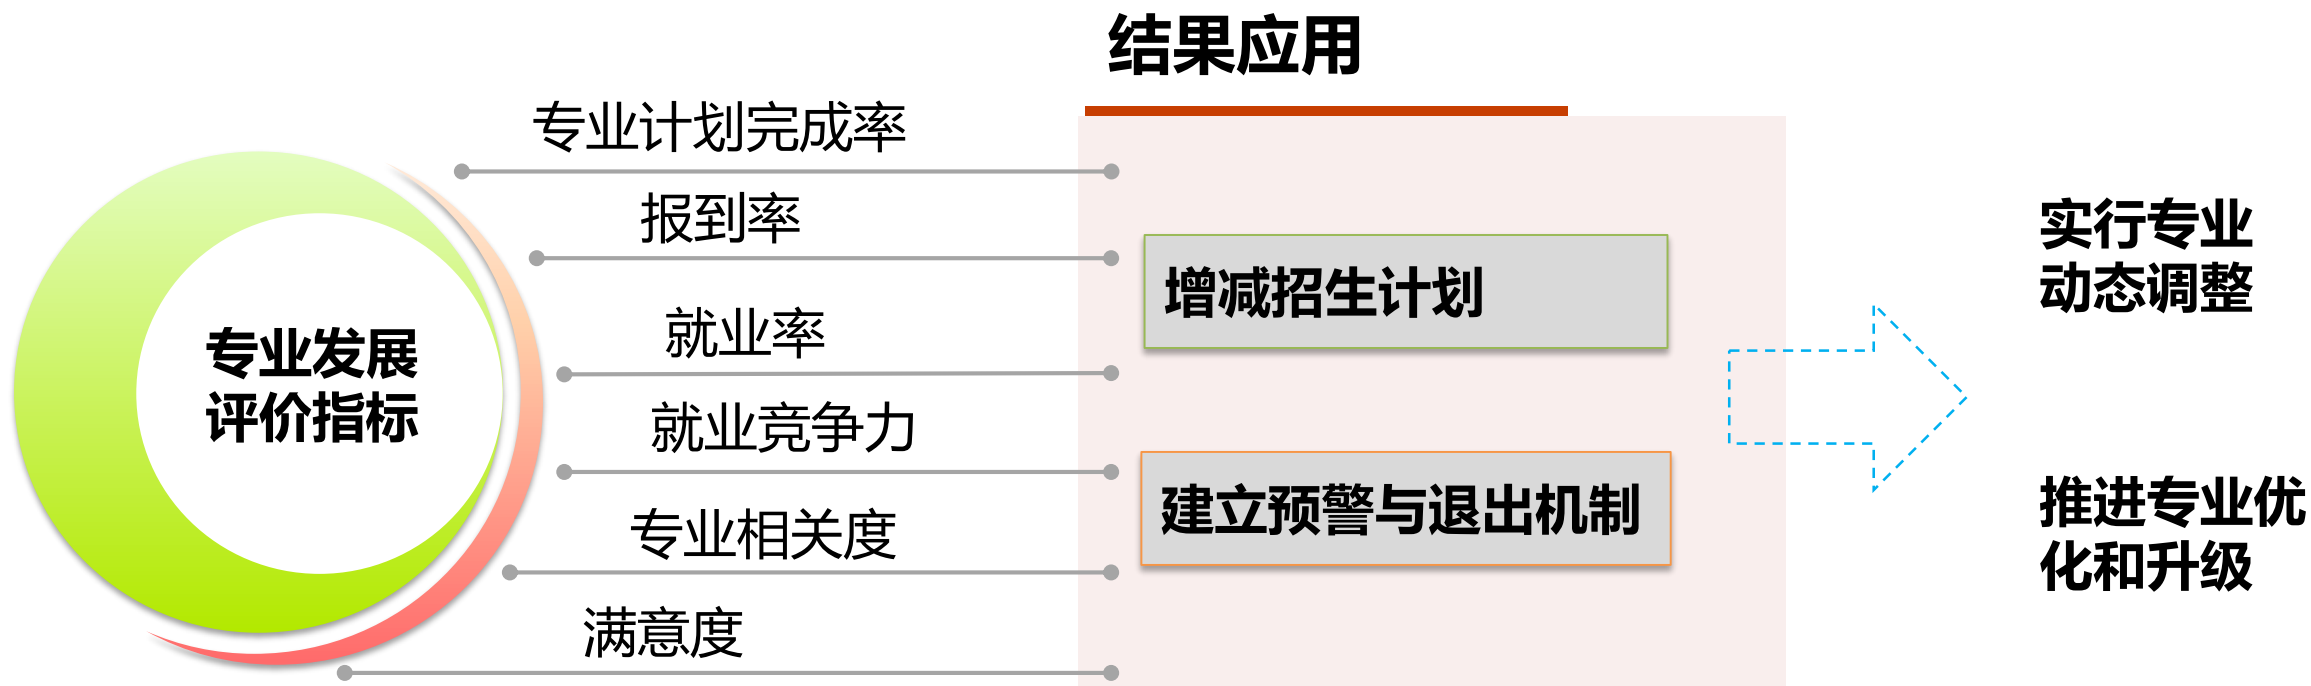 结果应用
专业计划完成率
报到率
就业率
就业竞争力
专业相关度
满意度
专业发展
评价指标
增减招生计划
建立预警与退出机制
实行专业
动态调整
推进专业优
化和升级